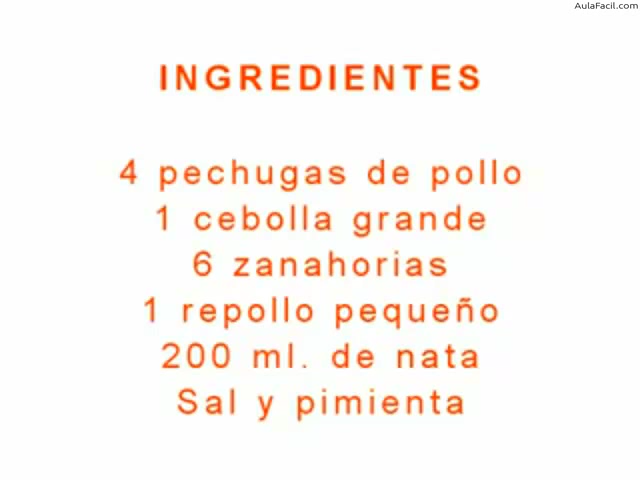 AulaFacil.com
INGREDIENTES
4 pechugas de pollo
1 cebolla grande
6 zanahorias
1 repollo pequeño
200 ml. de nata
Sal y pimienta